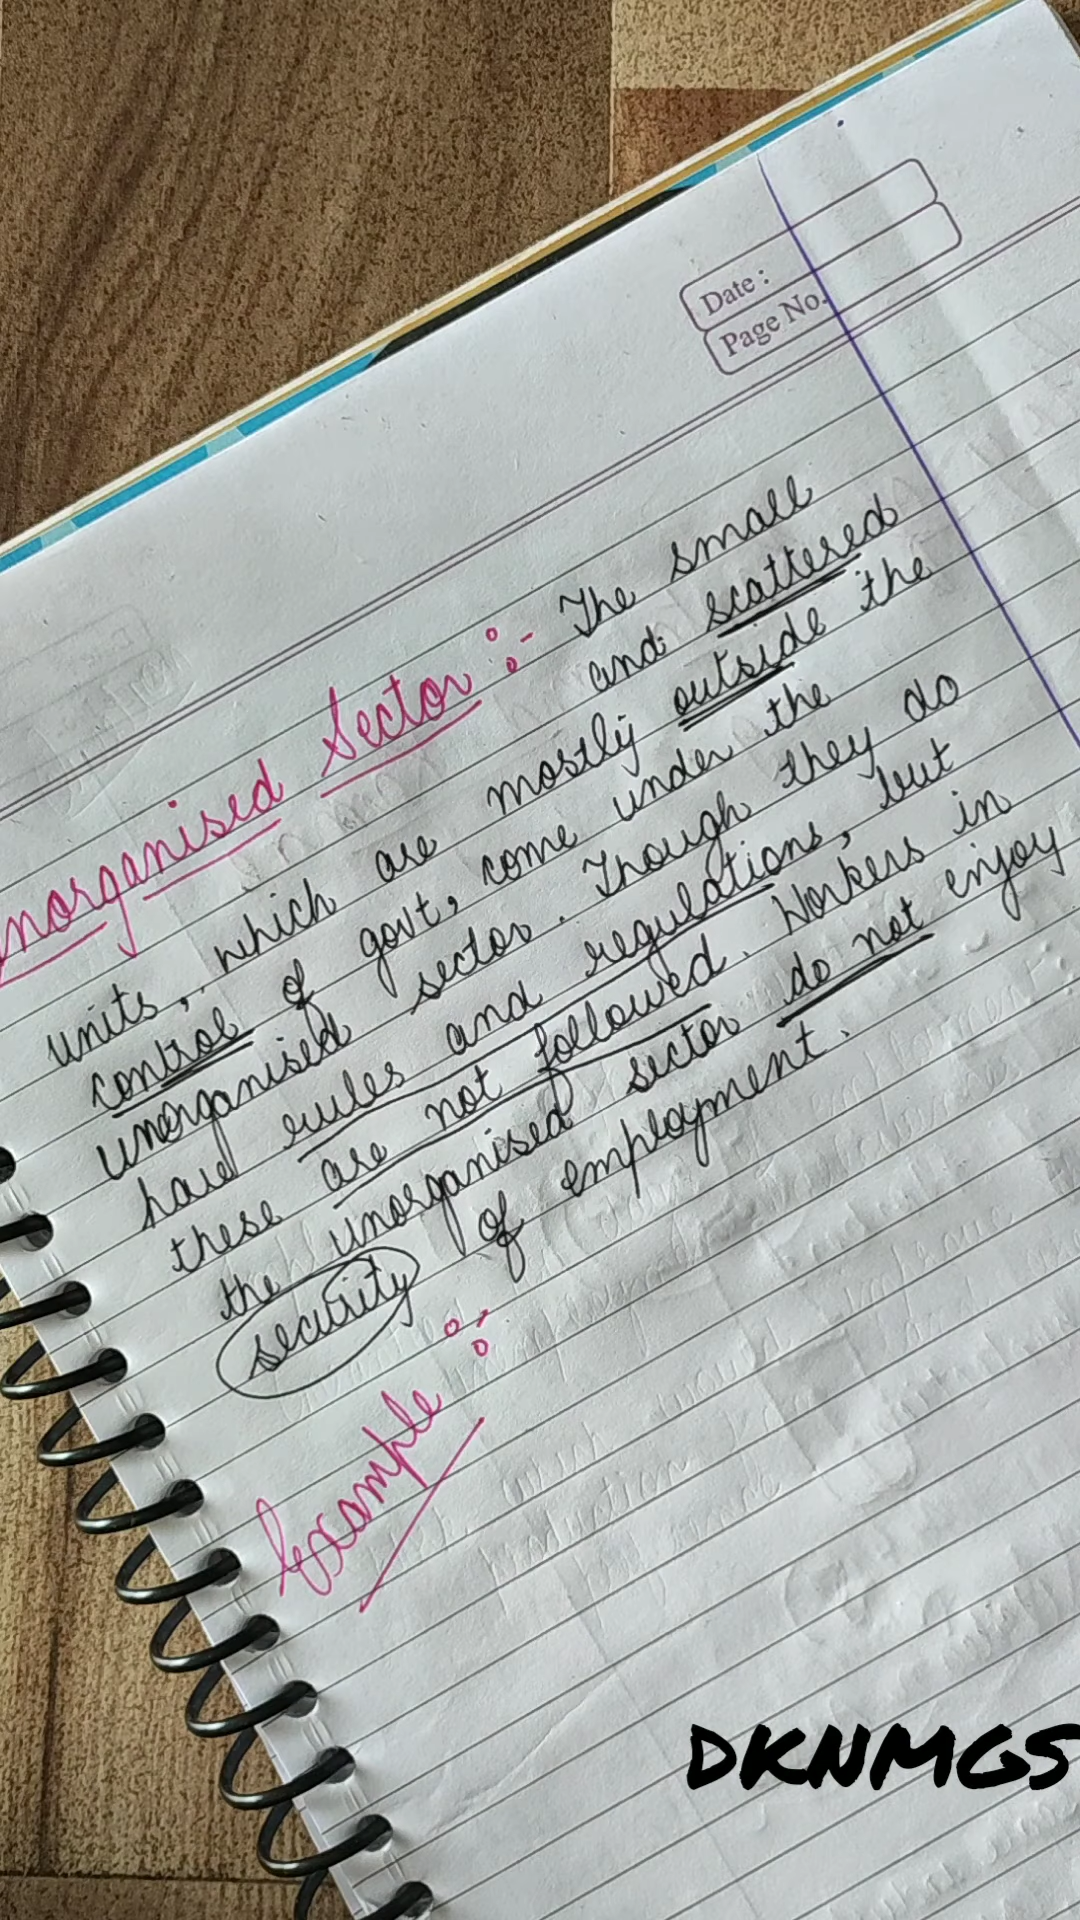 Date :
Page No.
Unorganised Sector :- The small
and scattered
units, which are mostly outside the
control of govt, come under the
unorganised sector. Though they do
have rules and regulations, but
these are not followed. Workers in
the unorganised sector do not enjoy
security of employment.
Example :-
DKNMGS